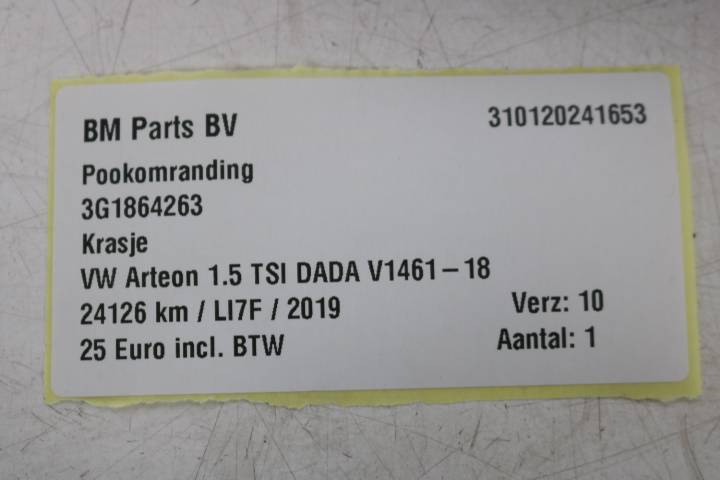 BM Parts BV 310120241653
Pookomranding
3G1864263
Krasje
VW Arteon 1.5 TSI DADA V1461-18
24126 km / LI7F / 2019 Verz: 10
25 Euro incl. BTW Aantal: 1